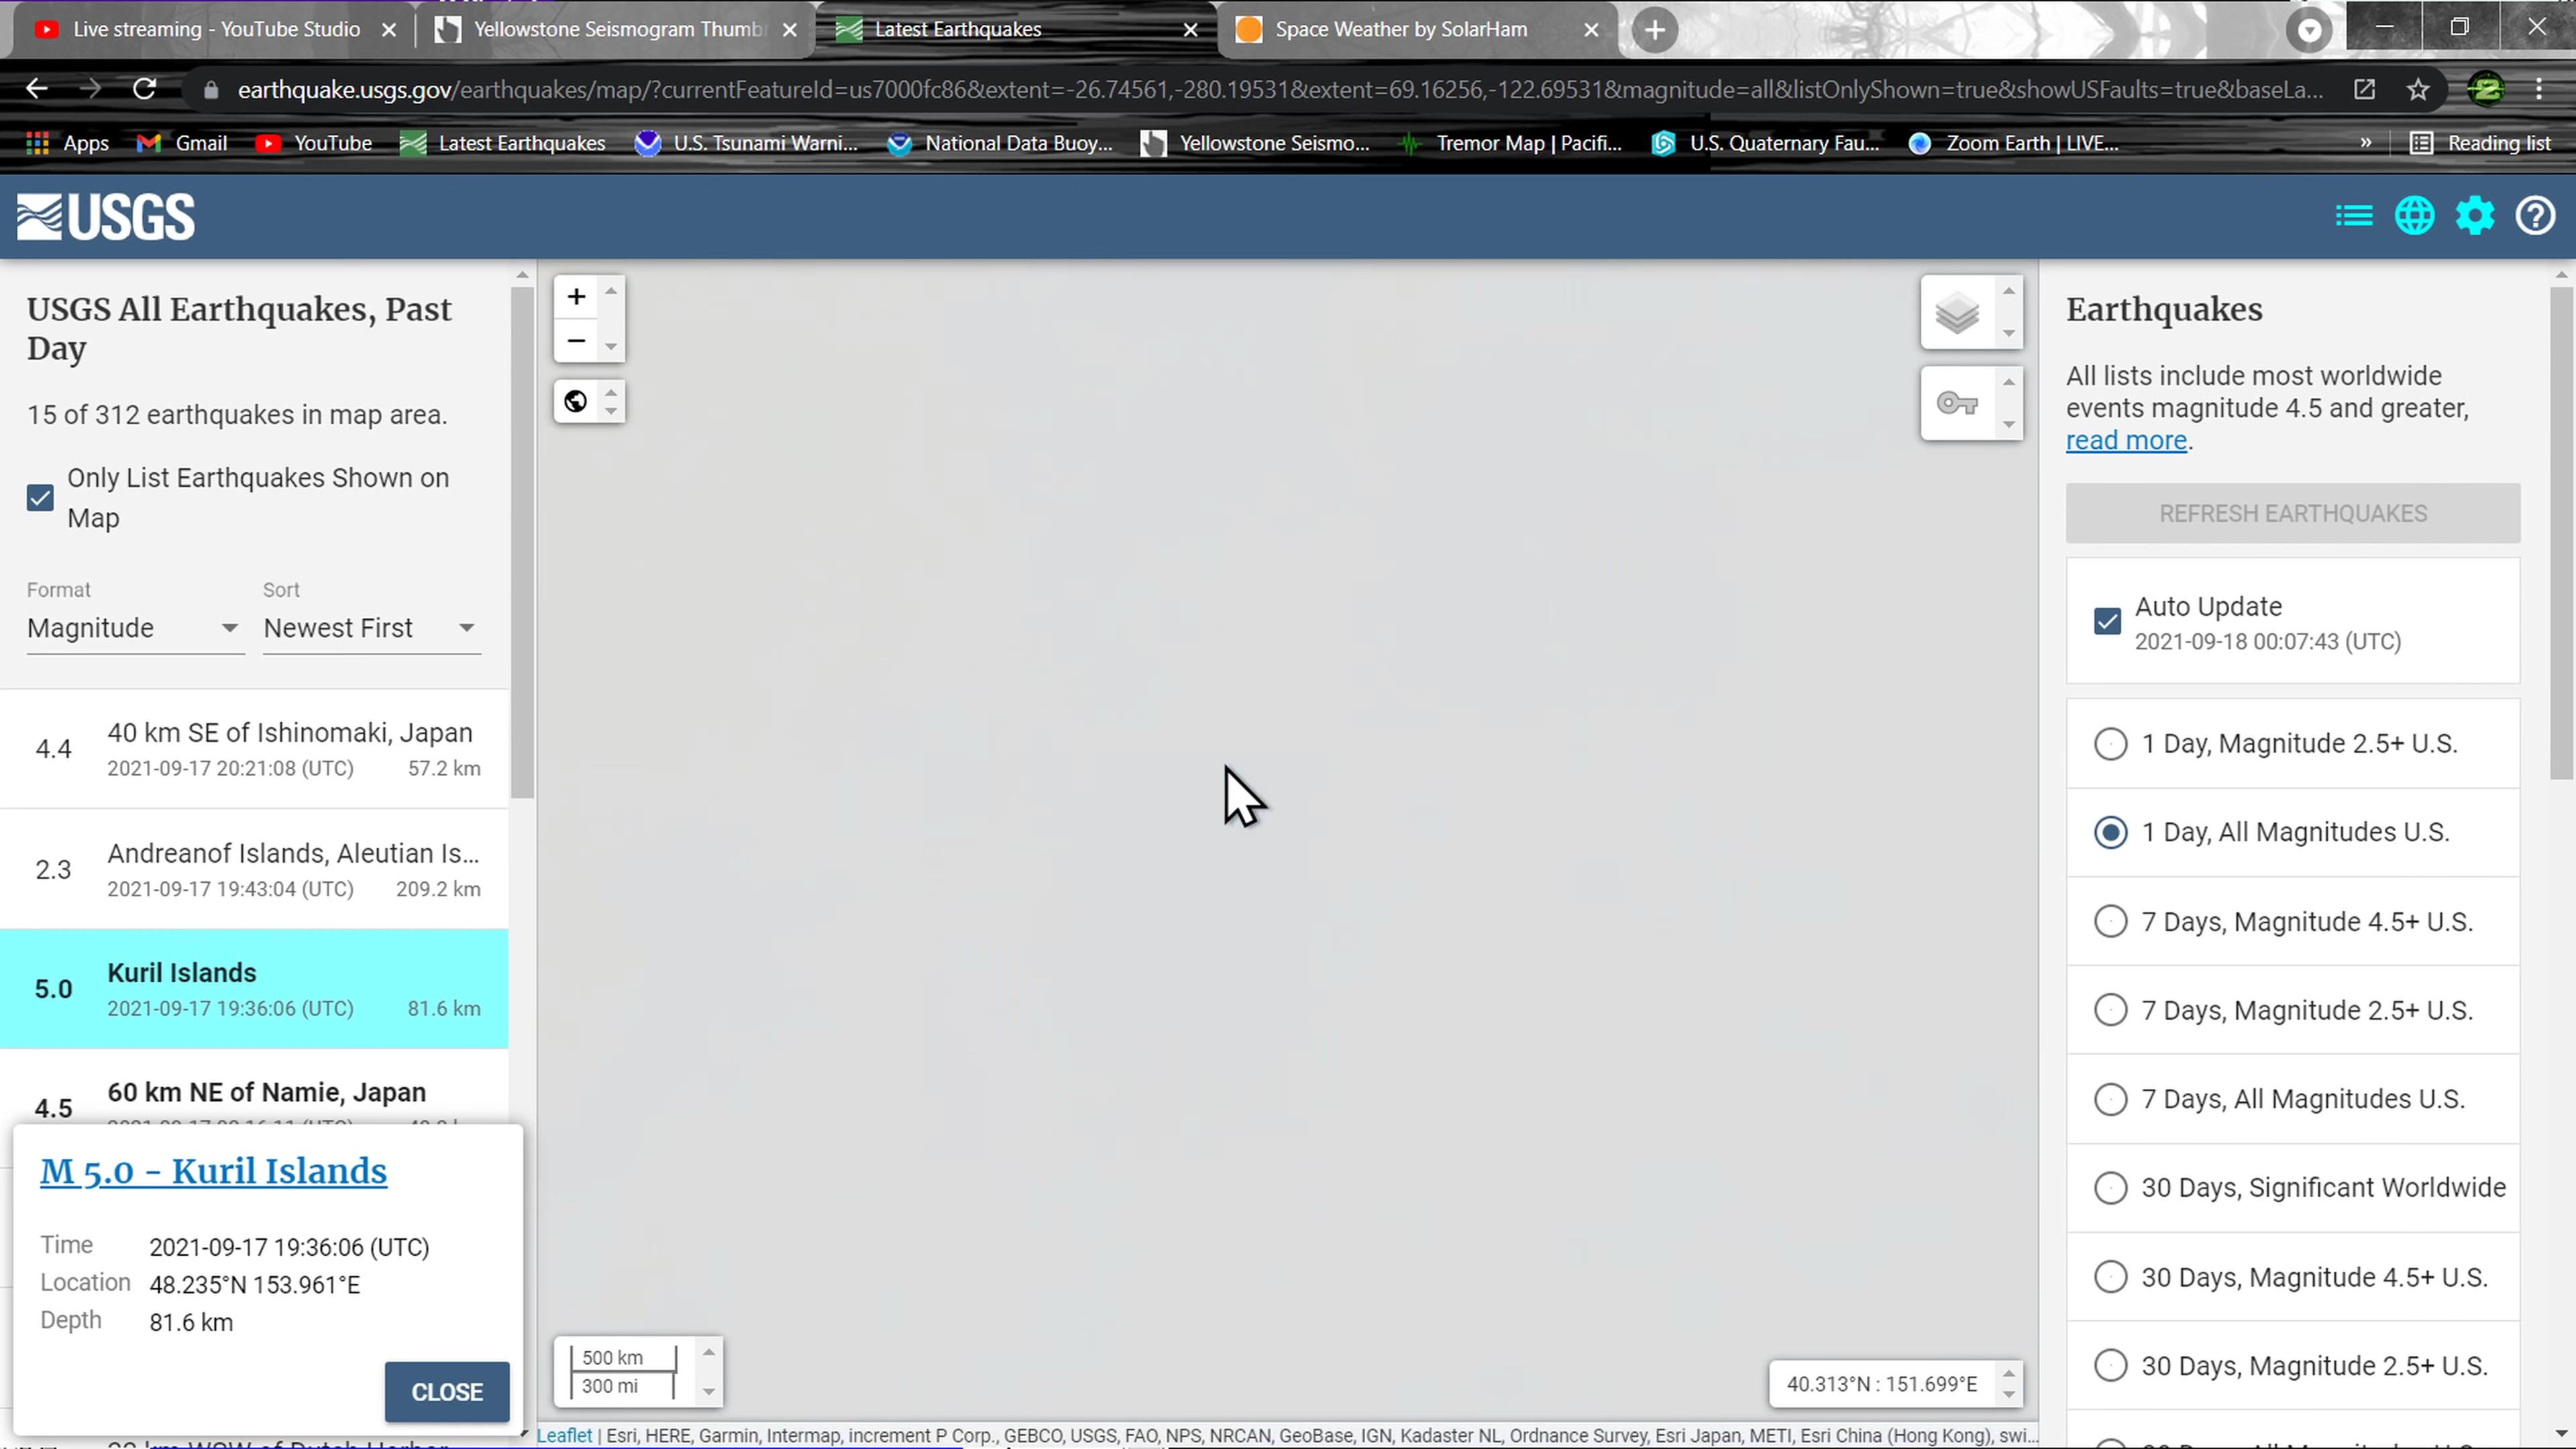 Live streaming - YouTube Studio
Yellowstone Seismogram Thumb
Latest Earthquakes
Space Weather by SolarHam
earthquake.usgs.gov/earthquakes/map/?currentFeatureId=us7000fc86&extent=-26.74561,-280.19531&extent=69.16256,-122.69531&magnitude=all&listOnlyShown=true&showUSFaults=true&baseLa...
Apps
Gmail
YouTube
Latest Earthquakes
U.S. Tsunami Warni...
National Data Buoy...
Yellowstone Seismo...
Tremor Map | Pacifi...
U.S. Quaternary Fau...
Zoom Earth | LIVE...
»
Reading list
USGS
USGS All Earthquakes, Past
Day
15 of 312 earthquakes in map area.
Only List Earthquakes Shown on
Map
Format
Sort
Magnitude
Newest First
4.4
40 km SE of Ishinomaki, Japan
2021-09-17 20:21:08 (UTC) 57.2 km
2.3
Andreanof Islands, Aleutian Is...
2021-09-17 19:43:04 (UTC) 209.2 km
5.0
Kuril Islands
2021-09-17 19:36:06 (UTC) 81.6 km
4.5
60 km NE of Namie, Japan
M 5.0 - Kuril Islands
Time 2021-09-17 19:36:06 (UTC)
Location 48.235°N 153.961°E
Depth 81.6 km
CLOSE
+
−
500 km
300 mi
40.313°N : 151.699°E
Leaflet | Esri, HERE, Garmin, Intermap, increment P Corp., GEBCO, USGS, FAO, NPS, NRCAN, GeoBase, IGN, Kadaster NL, Ordnance Survey, Esri Japan, METI, Esri China (Hong Kong), swi...
Earthquakes
All lists include most worldwide
events magnitude 4.5 and greater,
read more.
REFRESH EARTHQUAKES
Auto Update
2021-09-18 00:07:43 (UTC)
1 Day, Magnitude 2.5+ U.S.
1 Day, All Magnitudes U.S.
7 Days, Magnitude 4.5+ U.S.
7 Days, Magnitude 2.5+ U.S.
7 Days, All Magnitudes U.S.
30 Days, Significant Worldwide
30 Days, Magnitude 4.5+ U.S.
30 Days, Magnitude 2.5+ U.S.